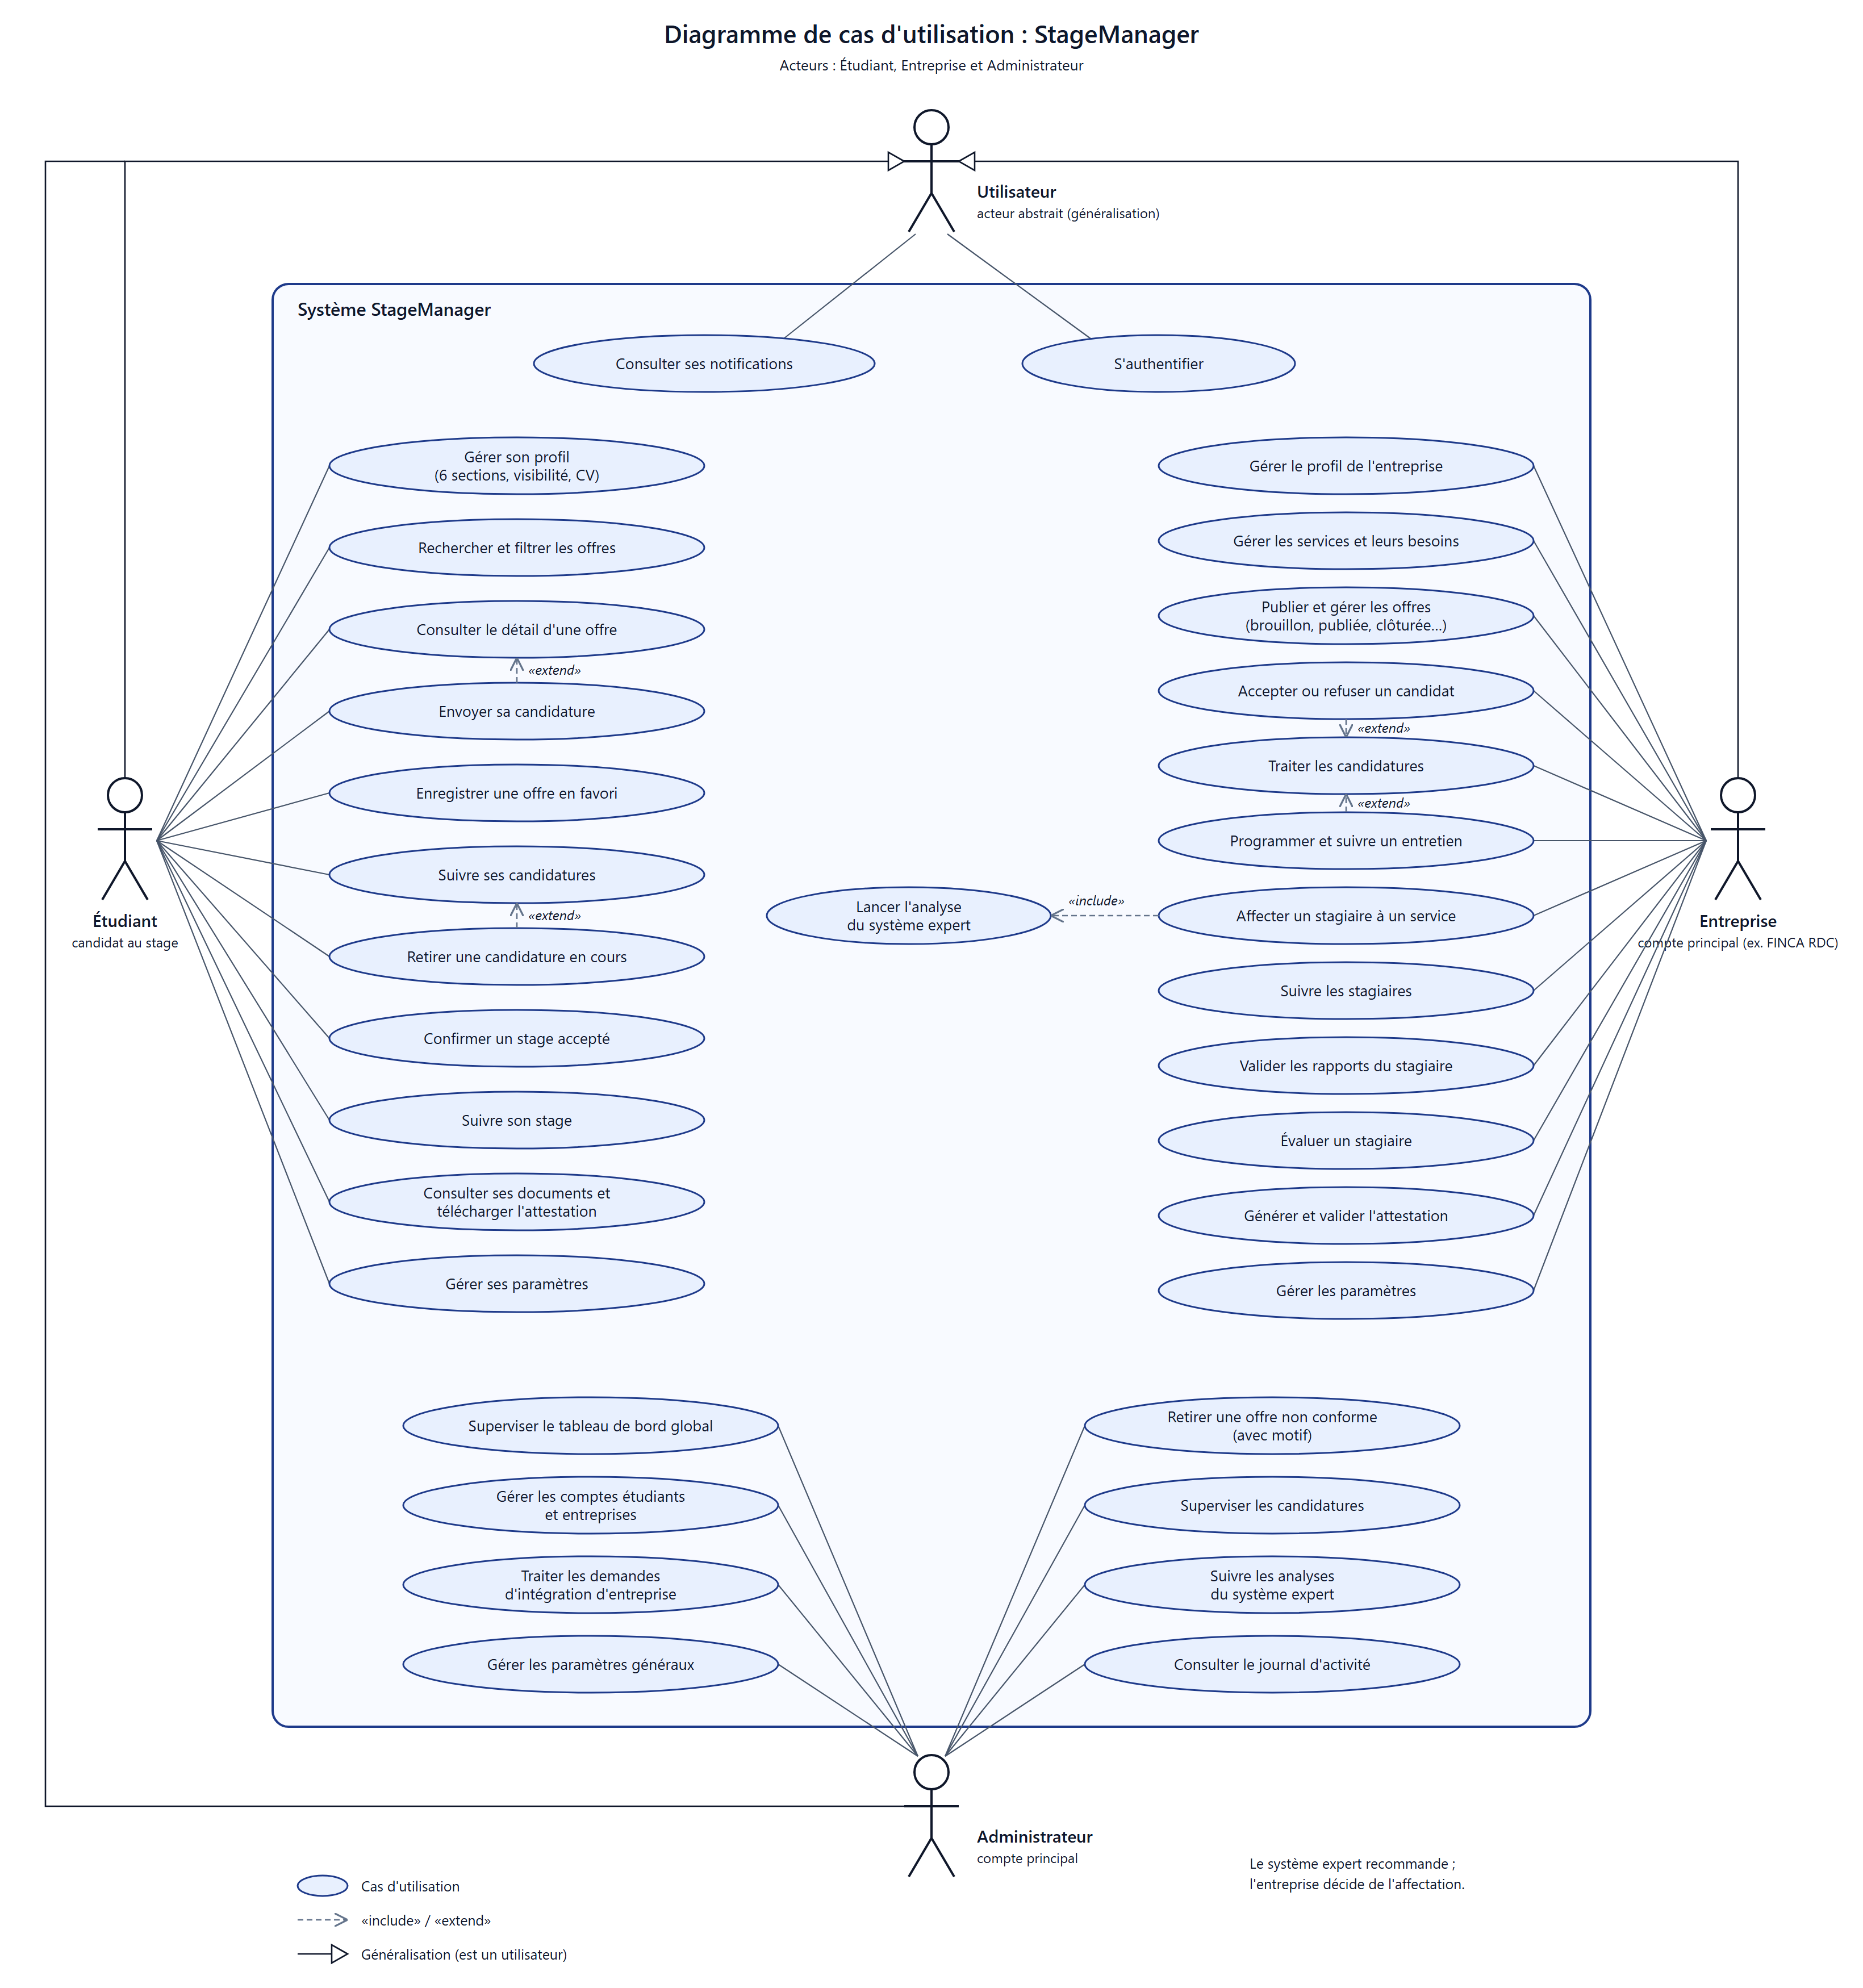 Diagramme de cas d'utilisation : StageManager
Acteurs : Étudiant, Entreprise et Administrateur
Utilisateur
acteur abstrait (généralisation)
Système StageManager
Consulter ses notifications
S'authentifier
Gérer son profil
(6 sections, visibilité, CV)
Rechercher et filtrer les offres
Consulter le détail d'une offre
«extend»
Envoyer sa candidature
Enregistrer une offre en favori
Suivre ses candidatures
«extend»
Retirer une candidature en cours
Confirmer un stage accepté
Suivre son stage
Consulter ses documents et
télécharger l'attestation
Gérer ses paramètres
Étudiant
candidat au stage
Lancer l'analyse
du système expert
«include»
Gérer le profil de l'entreprise
Gérer les services et leurs besoins
Publier et gérer les offres
(brouillon, publiée, clôturée...)
Accepter ou refuser un candidat
«extend»
Traiter les candidatures
«extend»
Programmer et suivre un entretien
Affecter un stagiaire à un service
Suivre les stagiaires
Valider les rapports du stagiaire
Évaluer un stagiaire
Générer et valider l'attestation
Gérer les paramètres
Entreprise
compte principal (ex. FINCA RDC)
Superviser le tableau de bord global
Gérer les comptes étudiants
et entreprises
Traiter les demandes
d'intégration d'entreprise
Gérer les paramètres généraux
Retirer une offre non conforme
(avec motif)
Superviser les candidatures
Suivre les analyses
du système expert
Consulter le journal d'activité
Administrateur
compte principal
Le système expert recommande ;
l'entreprise décide de l'affectation.
Cas d'utilisation
«include» / «extend»
Généralisation (est un utilisateur)